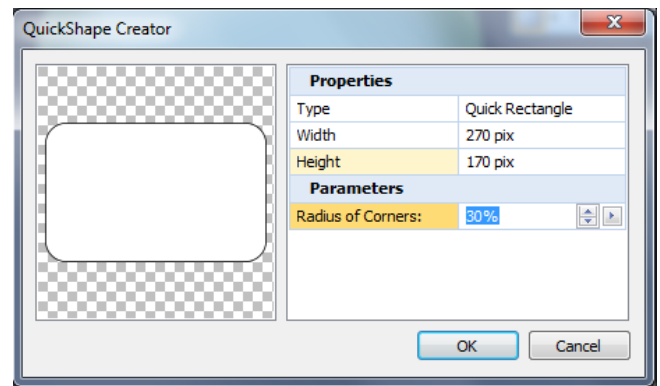 QuickShape Creator
Properties
Type Quick Rectangle
Width 270 pix
Height 170 pix
Parameters
Radius of Corners: 30%
OK Cancel